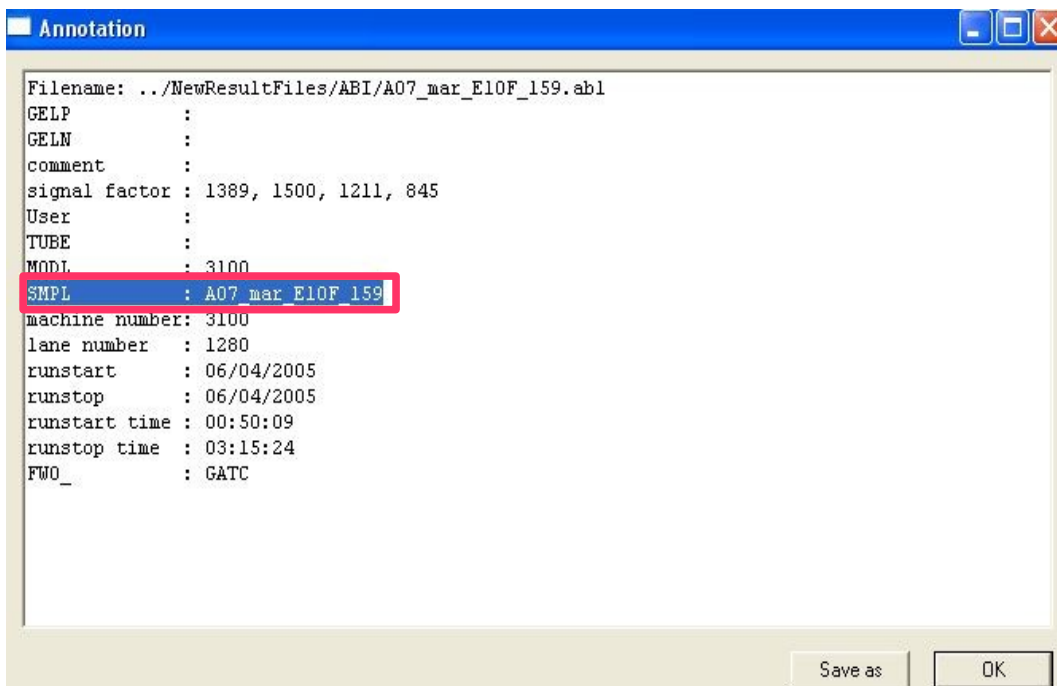 Annotation
Filename: ../NewResultFiles/ABI/A07_mar_E10F_159.abl
GELP :
GELN :
comment :
signal factor : 1389, 1500, 1211, 845
User :
TUBE :
MODL : 3100
SMPL : A07_mar_E10F_159
machine number: 3100
lane number : 1280
runstart : 06/04/2005
runstop : 06/04/2005
runstart time : 00:50:09
runstop time : 03:15:24
FWO_ : GATC
Save as
OK